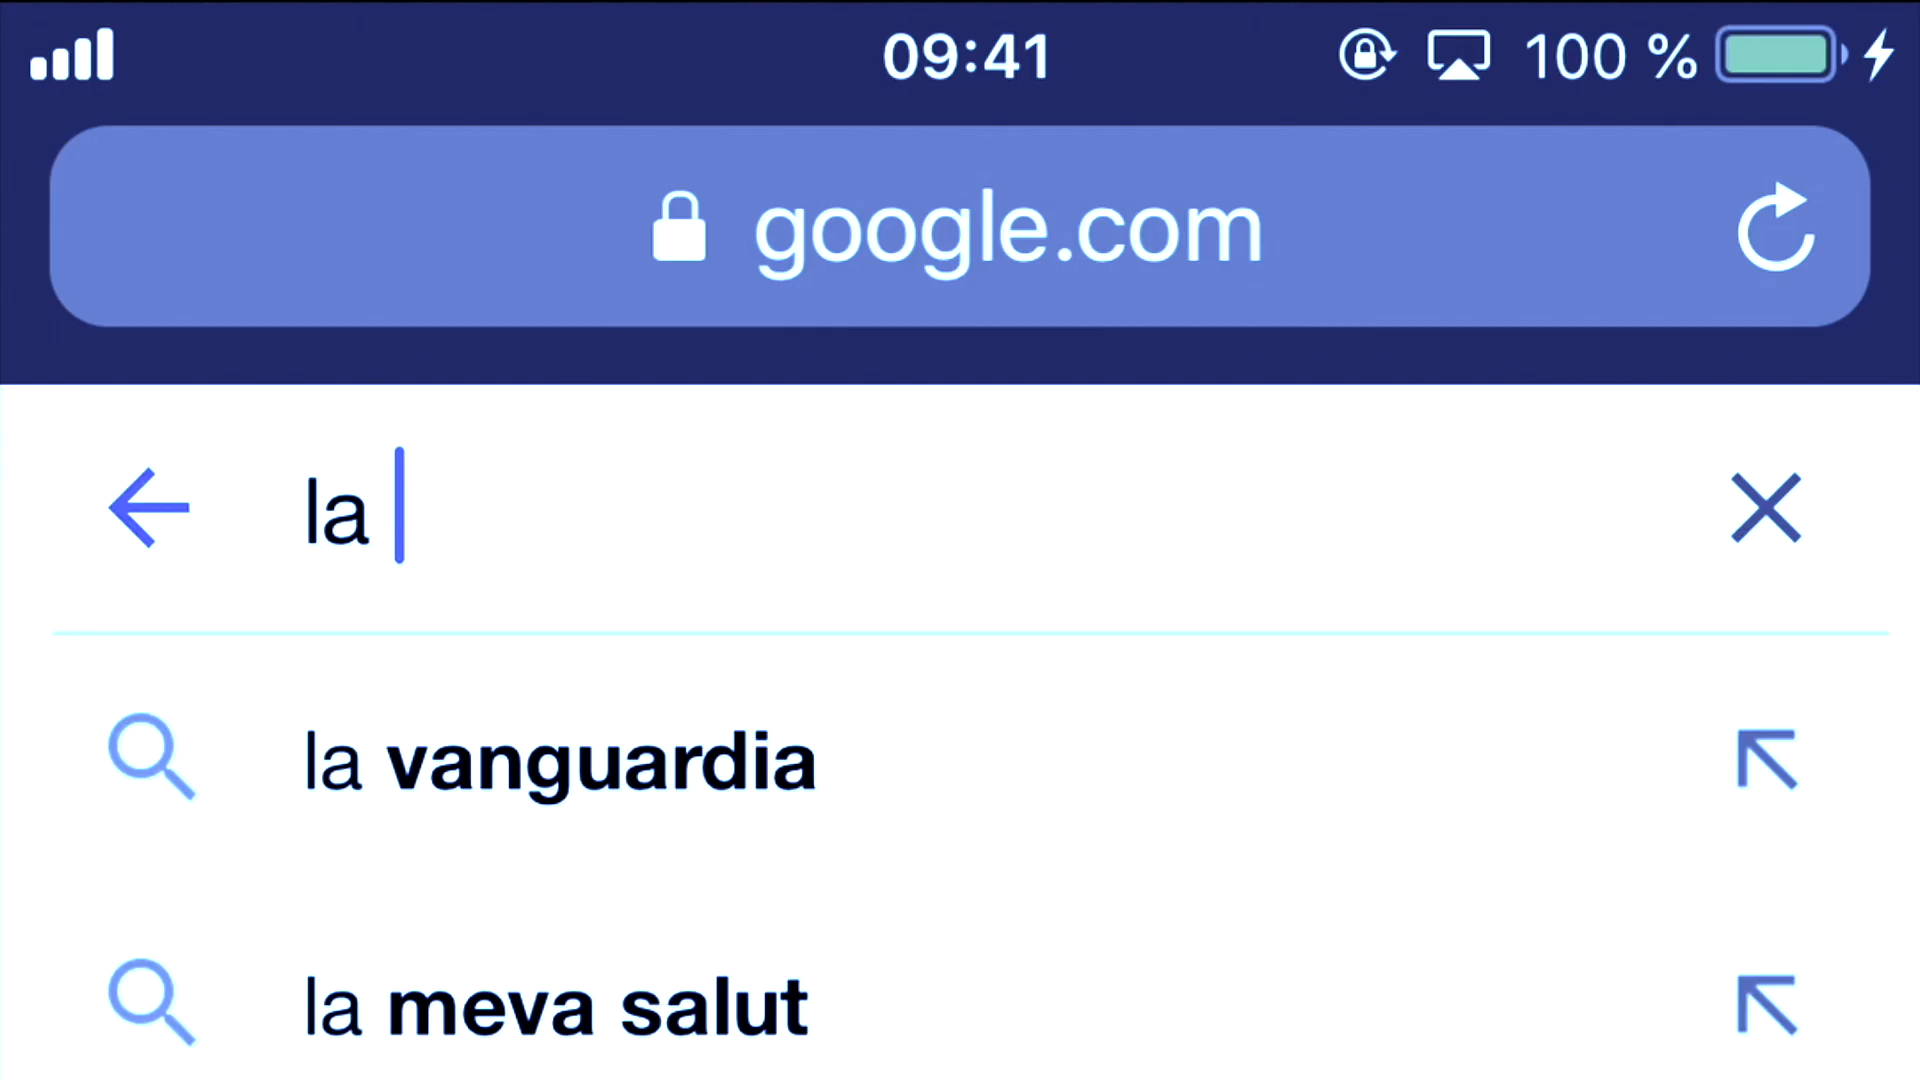 09:41 100 %
google.com
la
la vanguardia
la meva salut